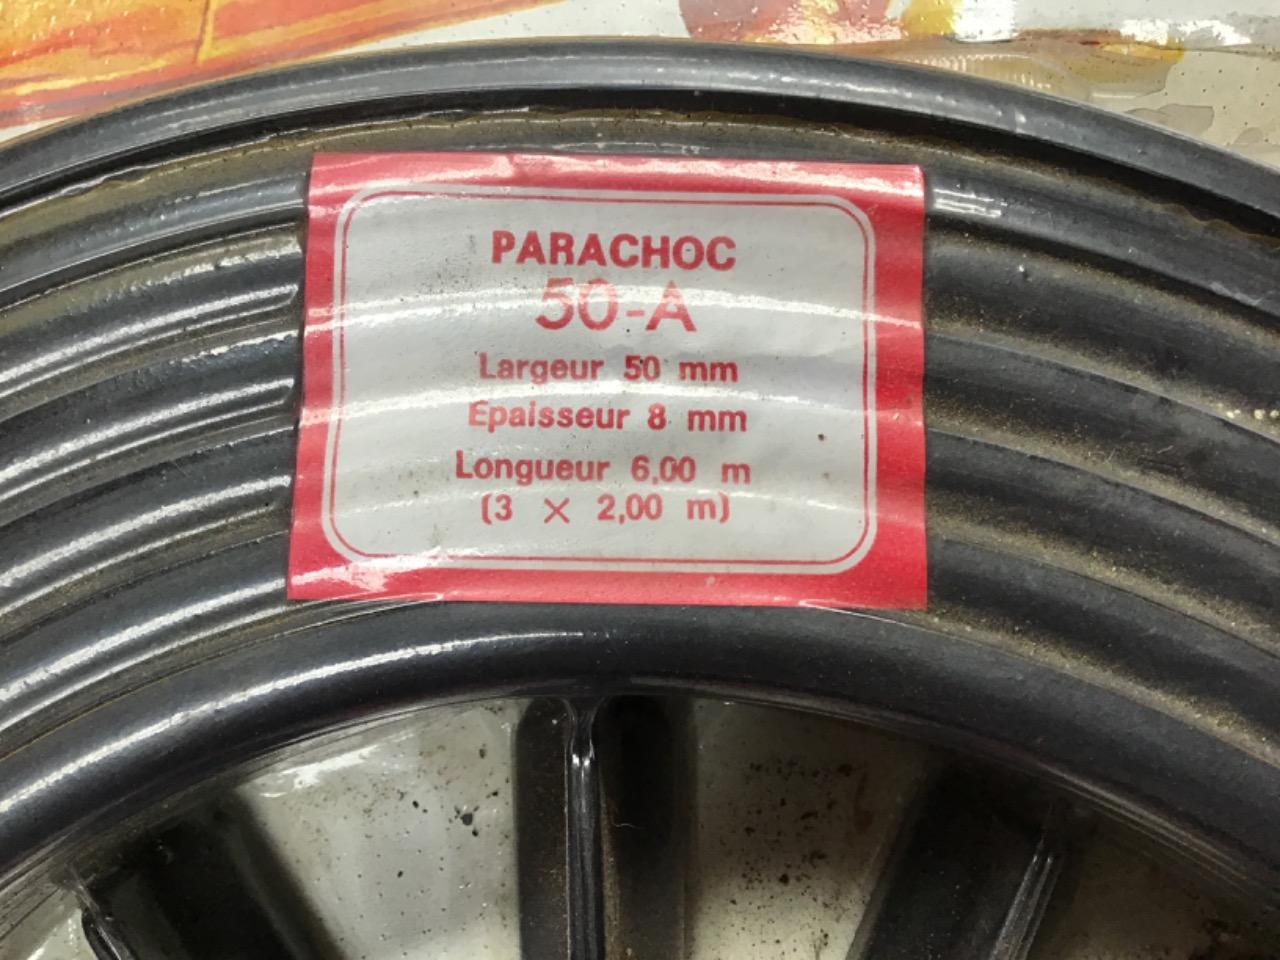 PARACHOC
50-A
Largeur 50 mm
Epaisseur 8 mm
Longueur 6,00 m
(3 × 2,00 m)